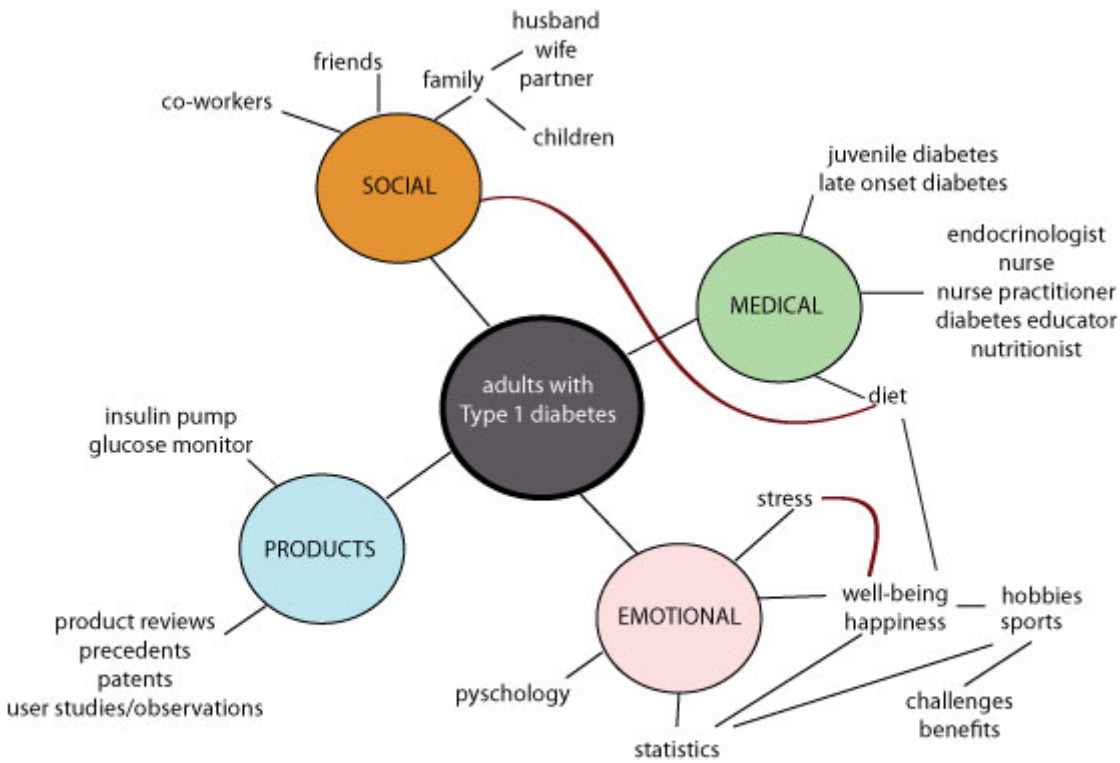 husband
wife
partner
friends
family
co-workers
children
SOCIAL
juvenile diabetes
late onset diabetes
endocrinologist
nurse
nurse practitioner
diabetes educator
nutritionist
MEDICAL
diet
adults with
Type 1 diabetes
insulin pump
glucose monitor
PRODUCTS
product reviews
precedents
patents
user studies/observations
stress
EMOTIONAL
well-being
happiness
hobbies
sports
pyschology
statistics
challenges
benefits